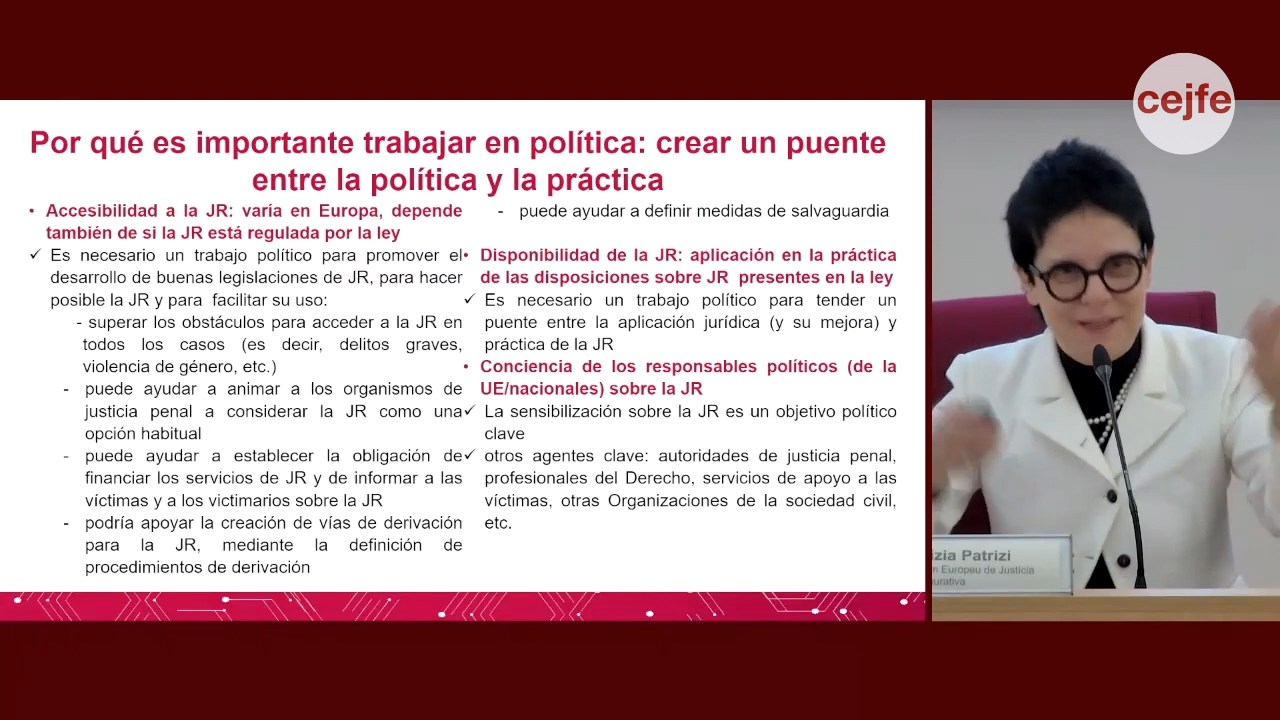 cejfe
Por qué es importante trabajar en política: crear un puente
entre la política y la práctica
• Accesibilidad a la JR: varía en Europa, depende
también de si la JR está regulada por la ley
✓ Es necesario un trabajo político para promover el
desarrollo de buenas legislaciones de JR, para hacer
posible la JR y para facilitar su uso:
- superar los obstáculos para acceder a la JR en
todos los casos (es decir, delitos graves,
violencia de género, etc.)
- puede ayudar a animar a los organismos de
justicia penal a considerar la JR como una
opción habitual
- puede ayudar a establecer la obligación de
financiar los servicios de JR y de informar a las
víctimas y a los victimarios sobre la JR
- podría apoyar la creación de vías de derivación
para la JR, mediante la definición de
procedimientos de derivación
- puede ayudar a definir medidas de salvaguardia
• Disponibilidad de la JR: aplicación en la práctica
de las disposiciones sobre JR presentes en la ley
✓ Es necesario un trabajo político para tender un
puente entre la aplicación jurídica (y su mejora) y
práctica de la JR
• Conciencia de los responsables políticos (de la
UE/nacionales) sobre la JR
✓ La sensibilización sobre la JR es un objetivo político
clave
✓ otros agentes clave: autoridades de justicia penal,
profesionales del Derecho, servicios de apoyo a las
víctimas, otras Organizaciones de la sociedad civil,
etc.
izia Patrizi
m Europeu de Justícia
urativa